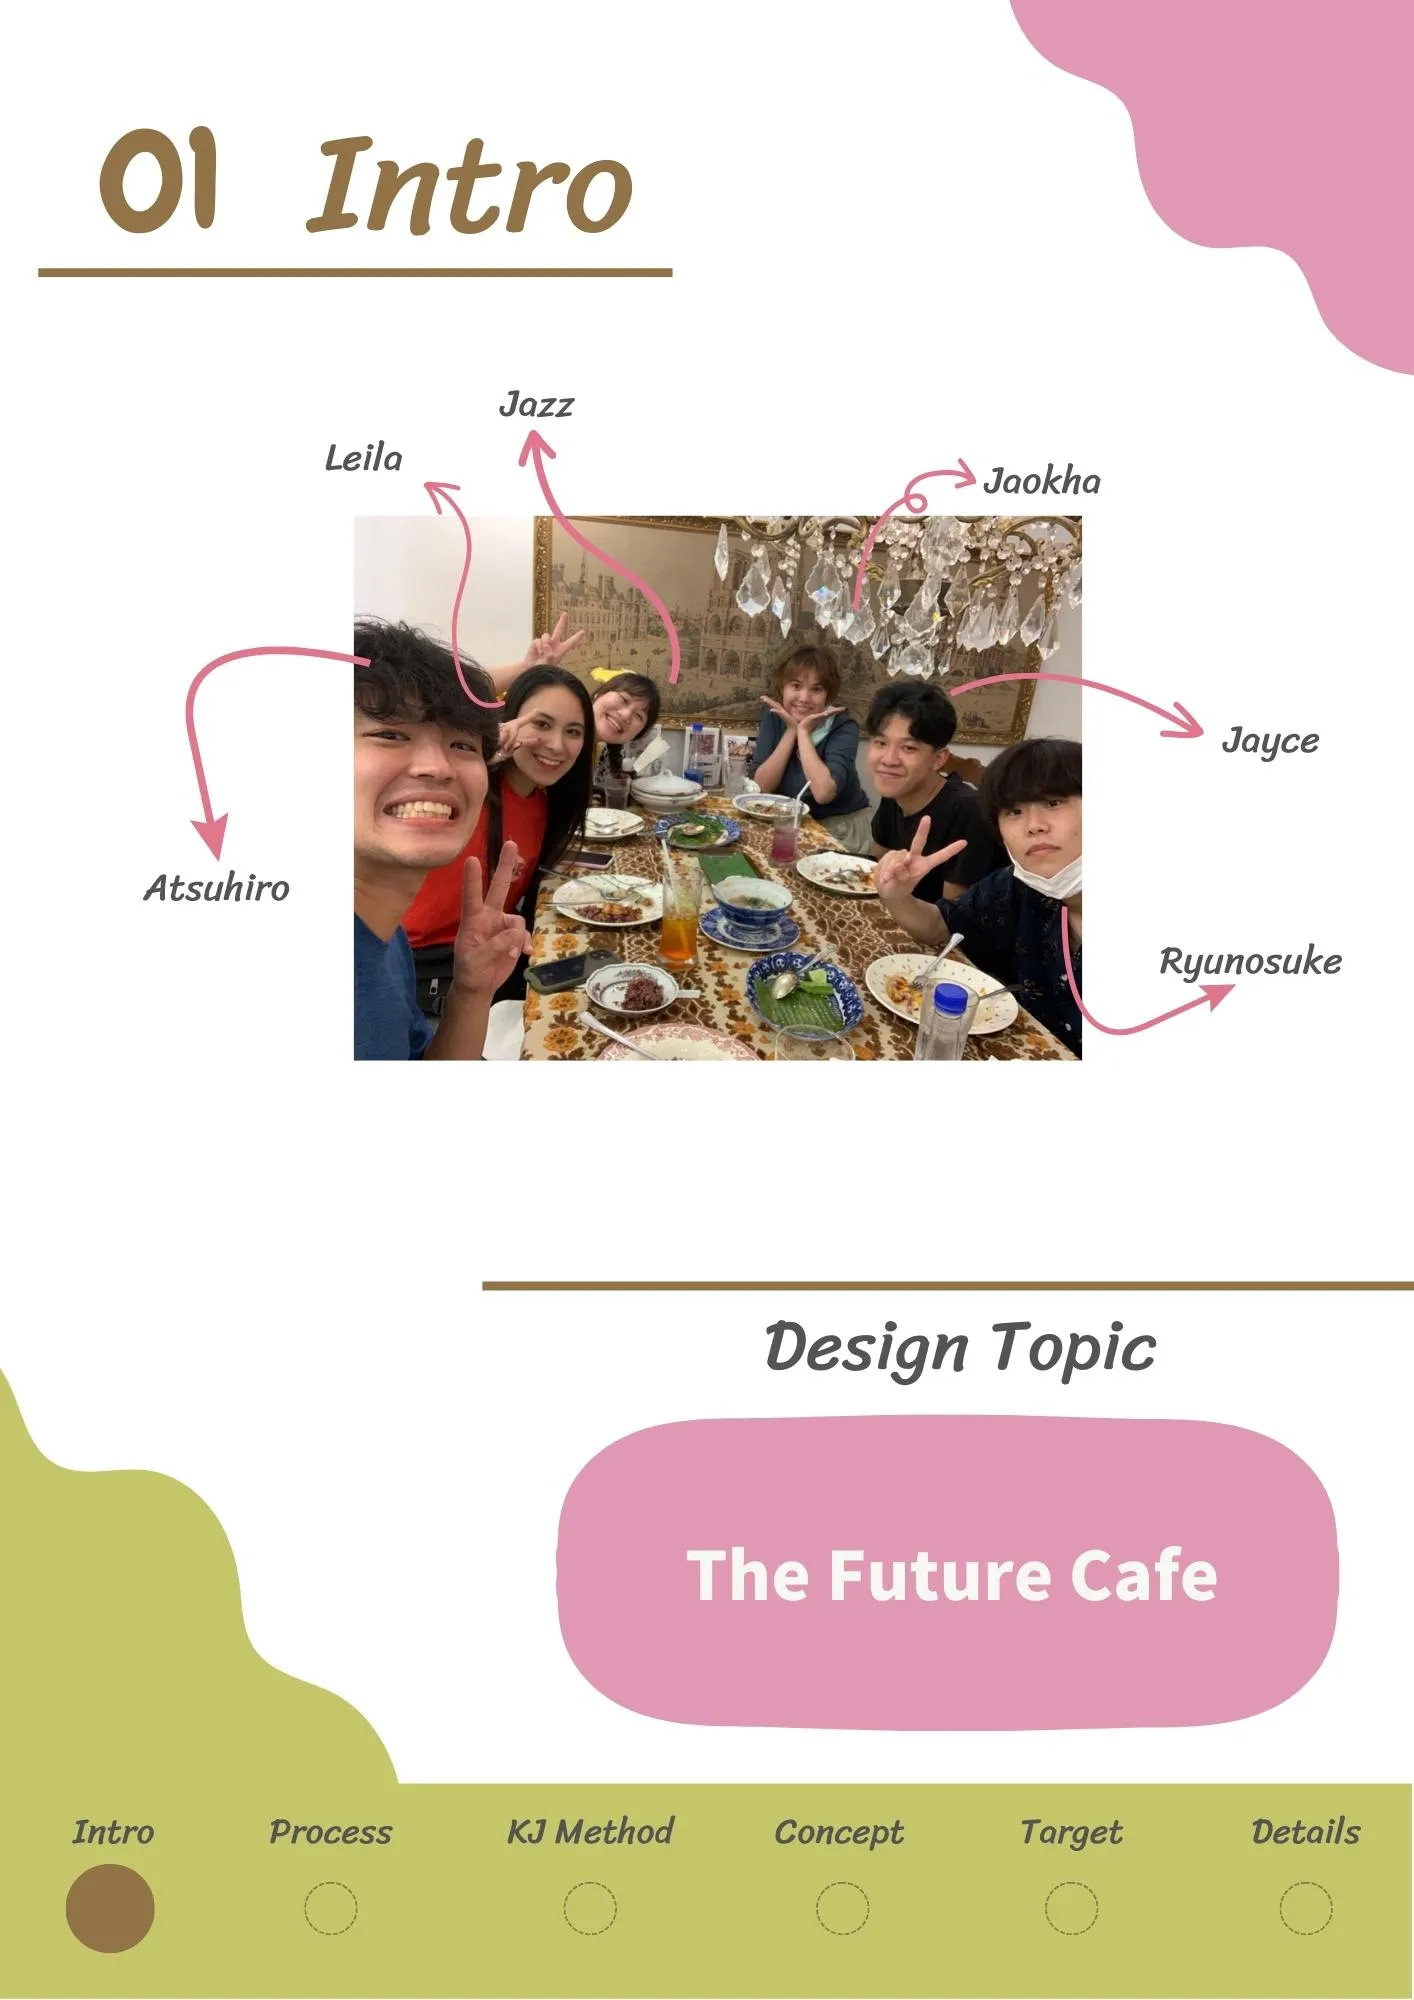 01 Intro
Jazz
Leila
Jaokha
Jayce
Atsuhiro
Ryunosuke
Design Topic
The Future Cafe
Intro
Process
KJ Method
Concept
Target
Details